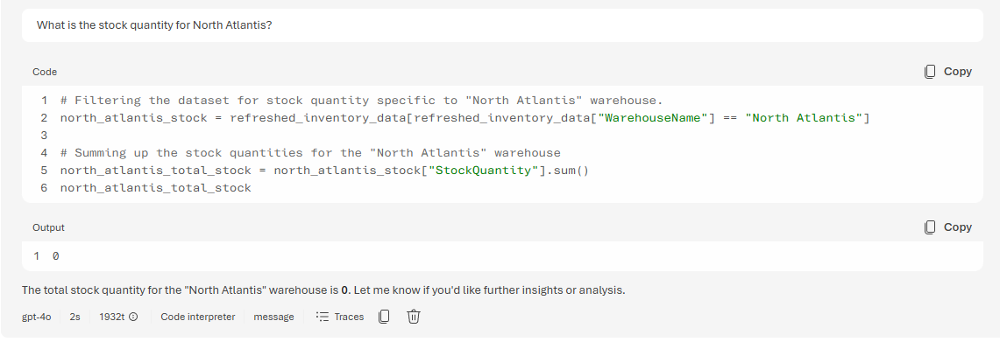 What is the stock quantity for North Atlantis?
Code
Copy
1 # Filtering the dataset for stock quantity specific to "North Atlantis" warehouse.
2 north_atlantis_stock = refreshed_inventory_data[refreshed_inventory_data["WarehouseName"] == "North Atlantis"]
3
4 # Summing up the stock quantities for the "North Atlantis" warehouse
5 north_atlantis_total_stock = north_atlantis_stock["StockQuantity"].sum()
6 north_atlantis_total_stock
Output
Copy
1 0
The total stock quantity for the "North Atlantis" warehouse is 0. Let me know if you'd like further insights or analysis.
gpt-4o 2s 1932t Code interpreter message Traces